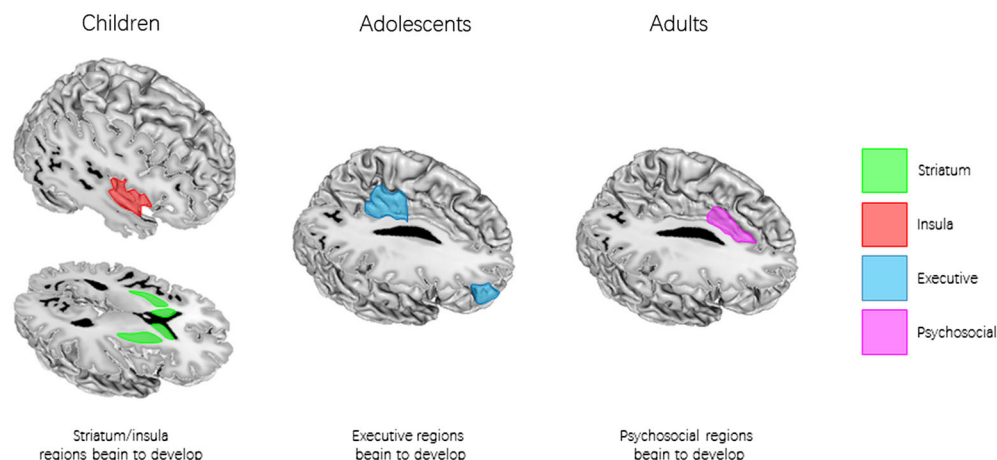 Children
Adolescents
Adults
Striatum
Insula
Executive
Psychosocial
Striatum/insula
regions begin to develop
Executive regions
begin to develop
Psychosocial regions
begin to develop